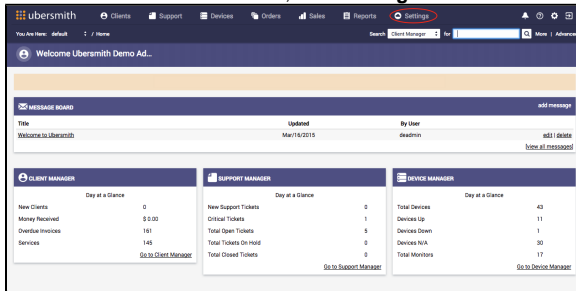 ubersmith Clients Support Devices Orders Sales Reports Settings
You Are Here: default / Home Search Client Manager for More | Advance
Welcome Ubersmith Demo Ad...
MESSAGE BOARD add message
Title Updated By User
Welcome to Ubersmith Mar/16/2015 deadmin edit | delete
[view all messages]
CLIENT MANAGER
Day at a Glance
New Clients 0
Money Received $ 0.00
Overdue Invoices 161
Services 145
Go to Client Manager
SUPPORT MANAGER
Day at a Glance
New Support Tickets 0
Critical Tickets 1
Total Open Tickets 5
Total Tickets On Hold 0
Total Closed Tickets 0
Go to Support Manager
DEVICE MANAGER
Day at a Glance
Total Devices 43
Devices Up 11
Devices Down 1
Devices N/A 30
Total Monitors 17
Go to Device Manager